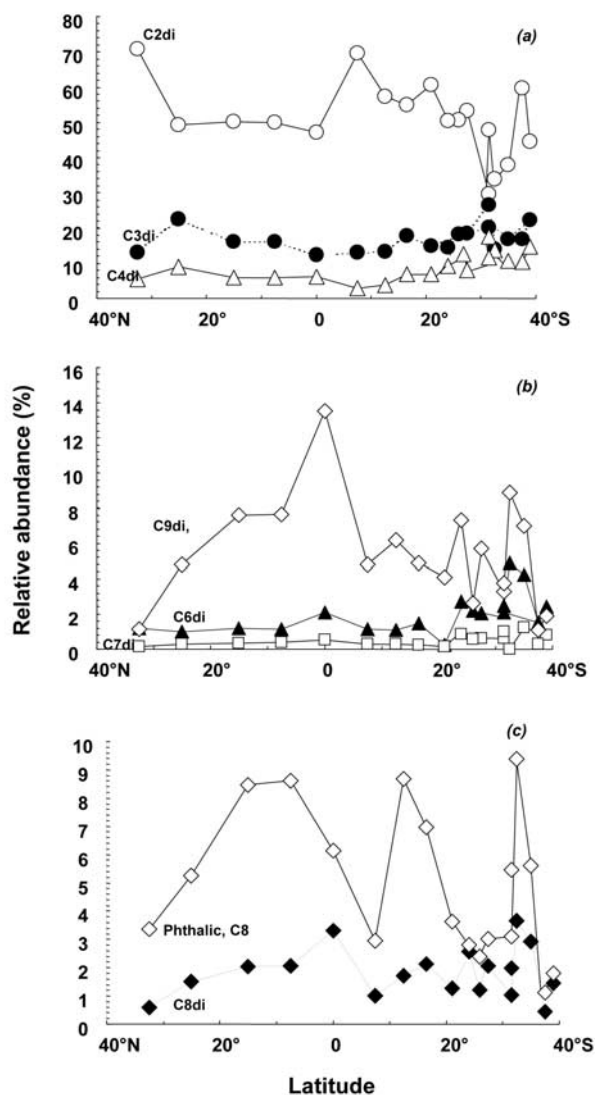 80
(a)
C2di
70
60
50
40
30
20
C3di
10
C4di
0
40°N
20°
0
20°
40°S
Relative abundance (%)
16
(b)
14
12
10
8
C9di,
6
4
2
C6di
C7di
0
40°N
20°
0
20°
40°S
10
(c)
9
8
7
6
5
4
3
Phthalic, C8
2
1
C8di
0
40°N
20°
0
20°
40°S
Latitude